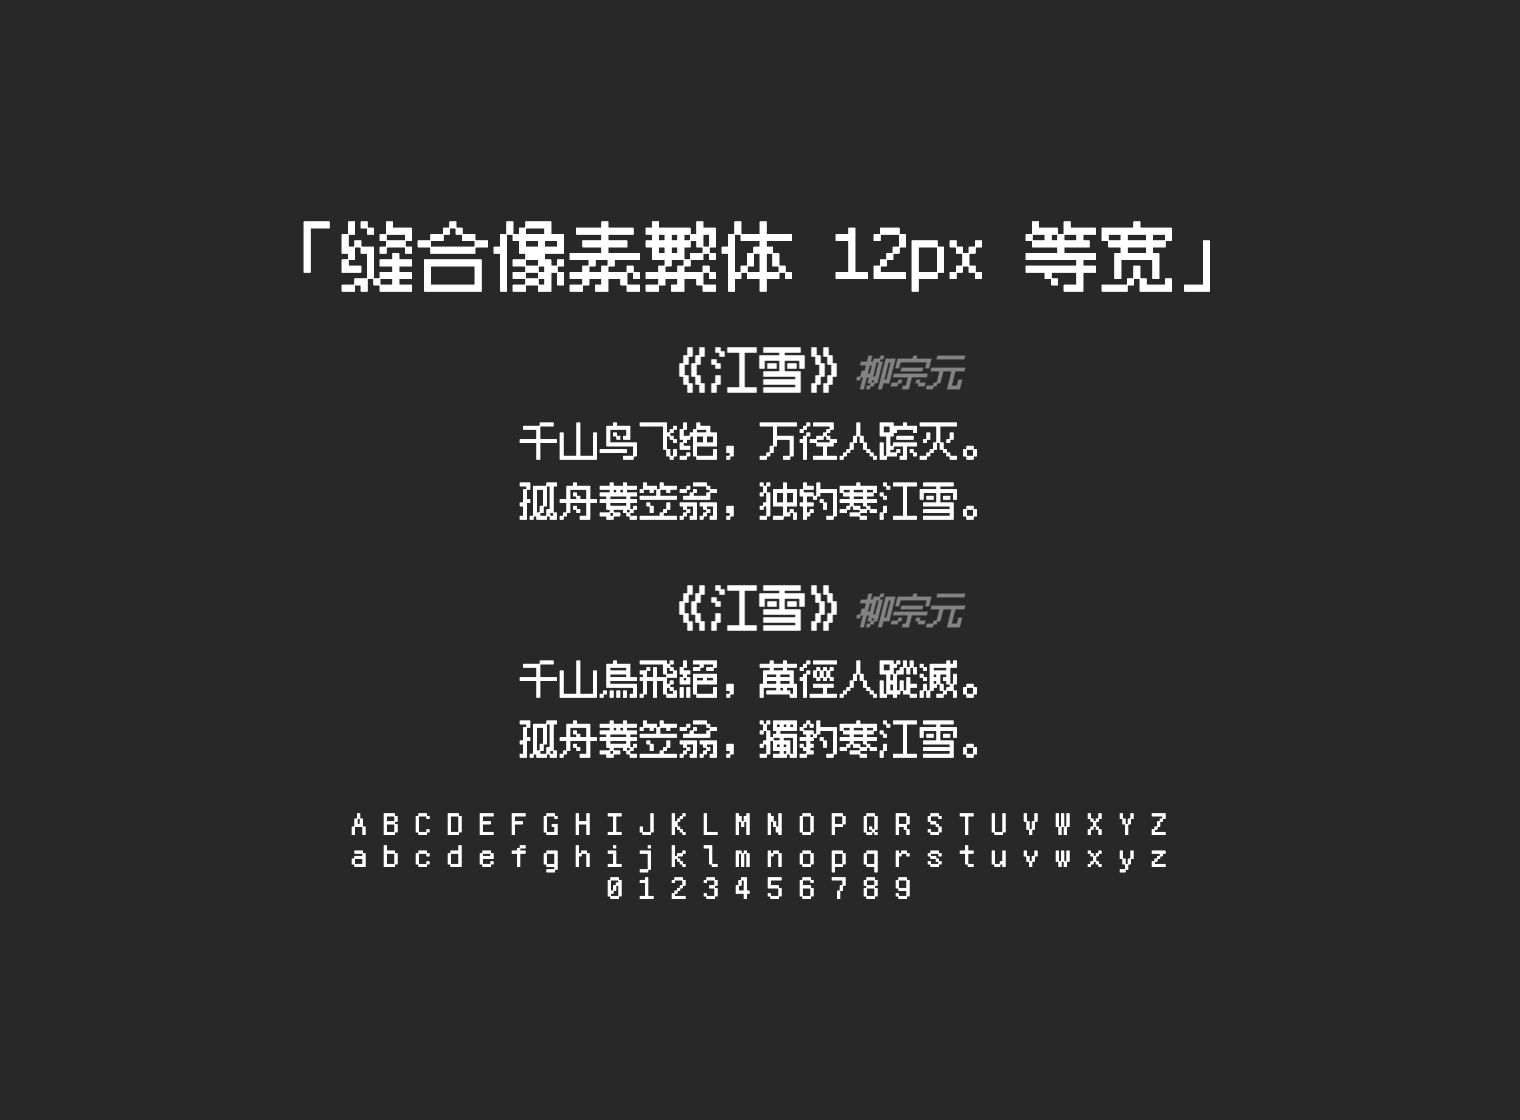 「缝合像素繁体 12px 等宽」
《江雪》 柳宗元
千山鸟飞绝，万径人踪灭。
孤舟蓑笠翁，独钓寒江雪。
《江雪》 柳宗元
千山鳥飛絕，萬徑人蹤滅。
孤舟蓑笠翁，獨釣寒江雪。
A B C D E F G H I J K L M N O P Q R S T U V W X Y Z
a b c d e f g h i j k l m n o p q r s t u v w x y z
0 1 2 3 4 5 6 7 8 9